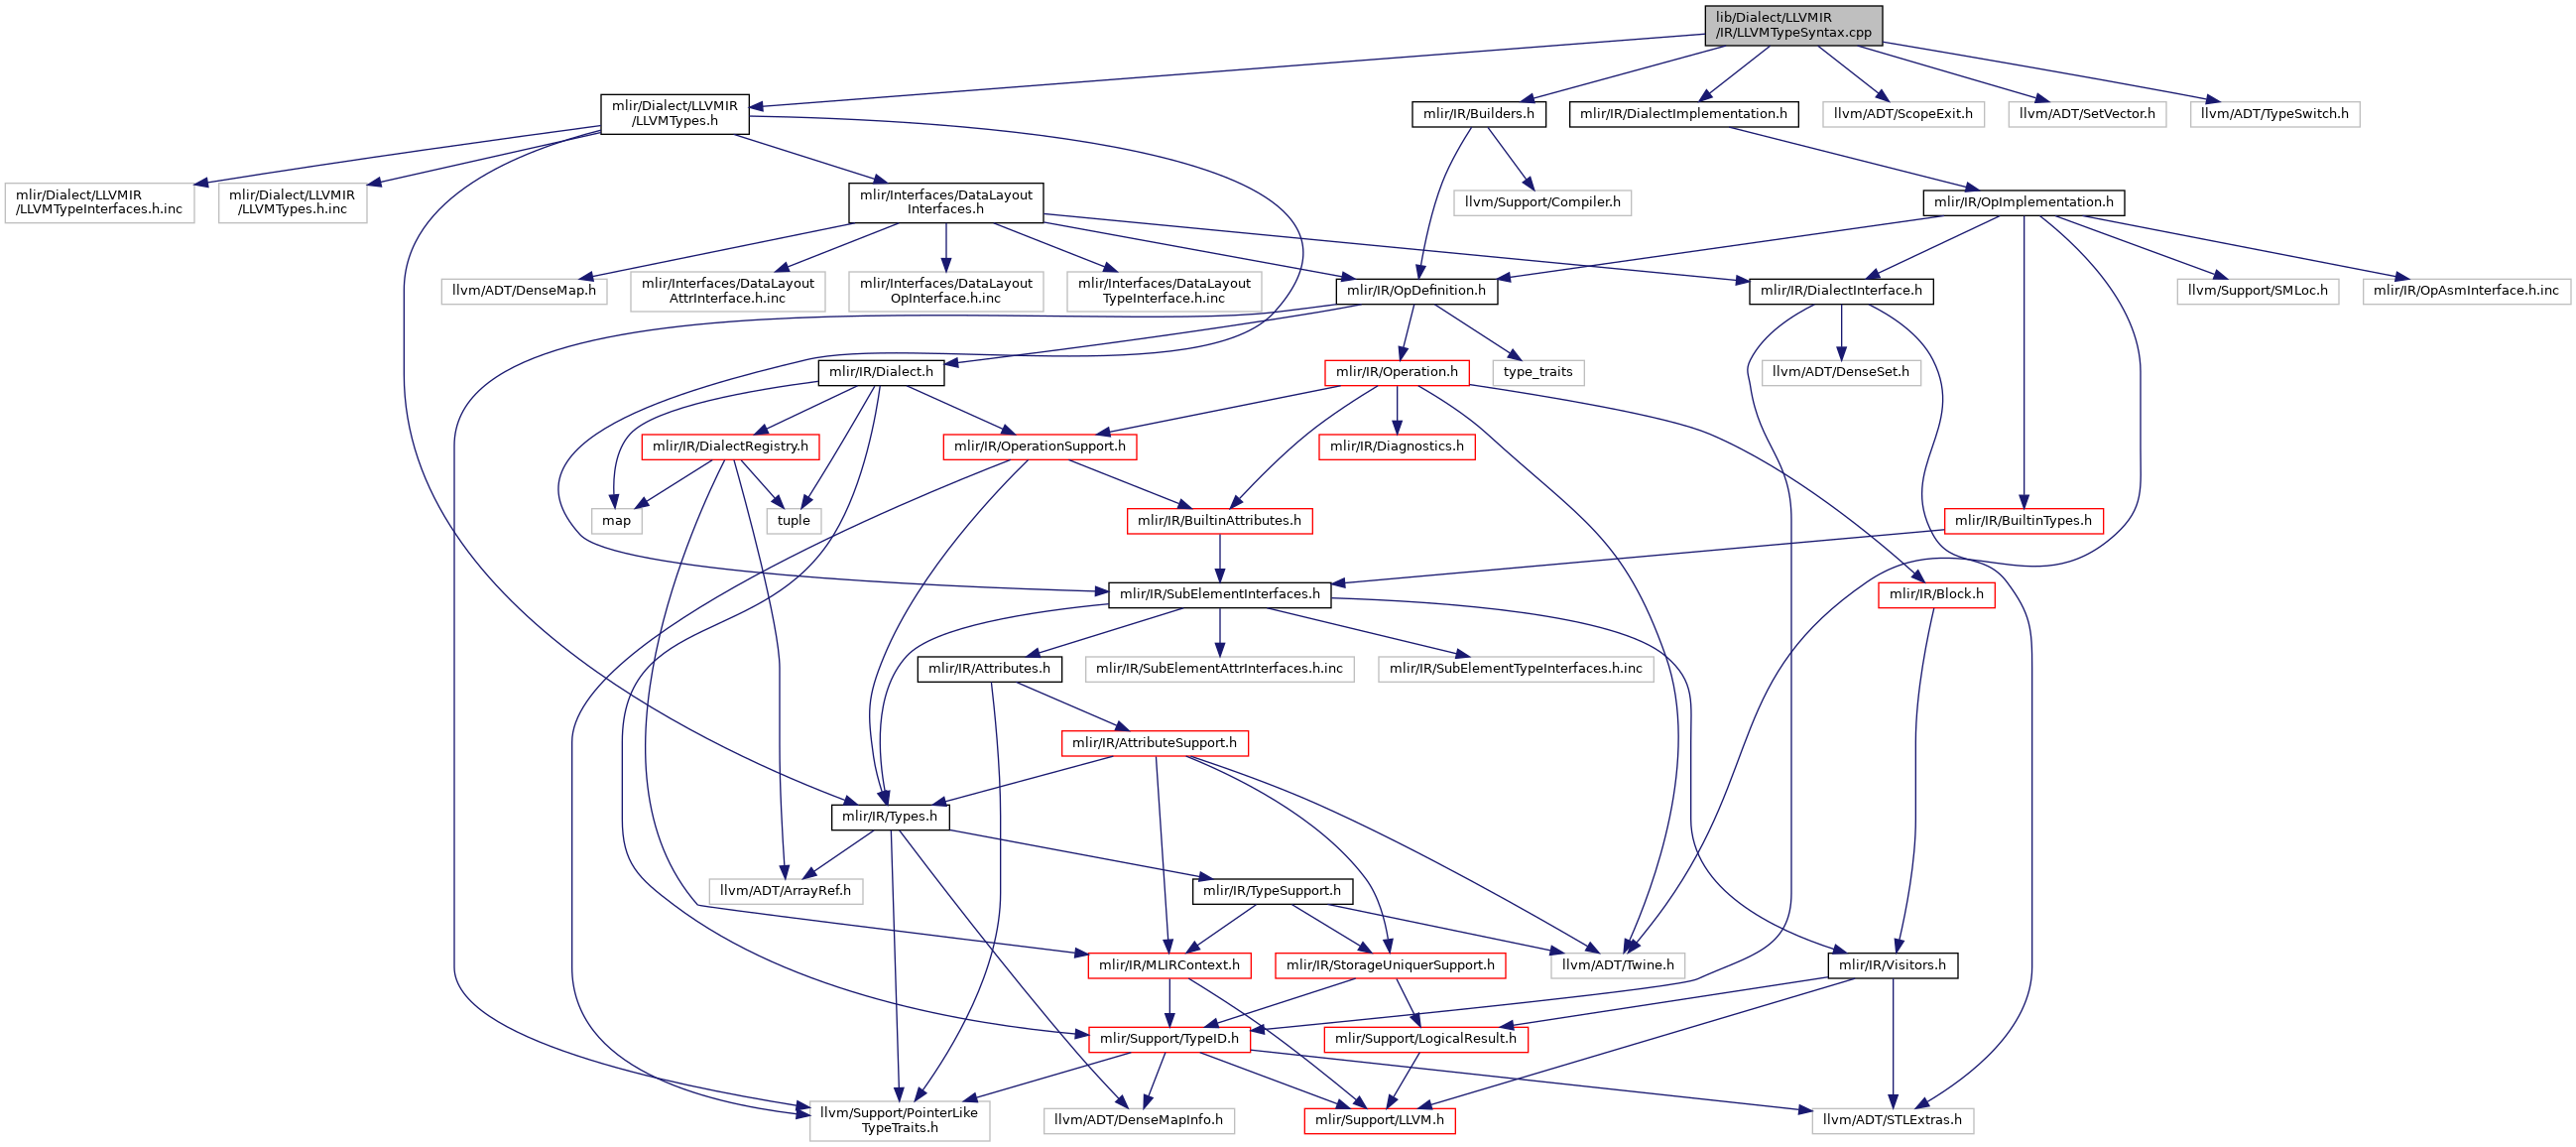 lib/Dialect/LLVMIR
/IR/LLVMTypeSyntax.cpp
mlir/Dialect/LLVMIR
/LLVMTypes.h
mlir/IR/Builders.h
mlir/IR/DialectImplementation.h
llvm/ADT/ScopeExit.h
llvm/ADT/SetVector.h
llvm/ADT/TypeSwitch.h
mlir/Dialect/LLVMIR
/LLVMTypeInterfaces.h.inc
mlir/Dialect/LLVMIR
/LLVMTypes.h.inc
mlir/Interfaces/DataLayout
Interfaces.h
llvm/Support/Compiler.h
mlir/IR/OpImplementation.h
llvm/ADT/DenseMap.h
mlir/Interfaces/DataLayout
AttrInterface.h.inc
mlir/Interfaces/DataLayout
OpInterface.h.inc
mlir/Interfaces/DataLayout
TypeInterface.h.inc
mlir/IR/OpDefinition.h
mlir/IR/DialectInterface.h
llvm/Support/SMLoc.h
mlir/IR/OpAsmInterface.h.inc
mlir/IR/Dialect.h
mlir/IR/Operation.h
type_traits
llvm/ADT/DenseSet.h
mlir/IR/DialectRegistry.h
mlir/IR/OperationSupport.h
mlir/IR/Diagnostics.h
map
tuple
mlir/IR/BuiltinAttributes.h
mlir/IR/BuiltinTypes.h
mlir/IR/SubElementInterfaces.h
mlir/IR/Block.h
mlir/IR/Attributes.h
mlir/IR/SubElementAttrInterfaces.h.inc
mlir/IR/SubElementTypeInterfaces.h.inc
mlir/IR/AttributeSupport.h
mlir/IR/Types.h
llvm/ADT/ArrayRef.h
mlir/IR/TypeSupport.h
mlir/IR/MLIRContext.h
mlir/IR/StorageUniquerSupport.h
llvm/ADT/Twine.h
mlir/IR/Visitors.h
mlir/Support/TypeID.h
mlir/Support/LogicalResult.h
llvm/Support/PointerLike
TypeTraits.h
llvm/ADT/DenseMapInfo.h
mlir/Support/LLVM.h
llvm/ADT/STLExtras.h